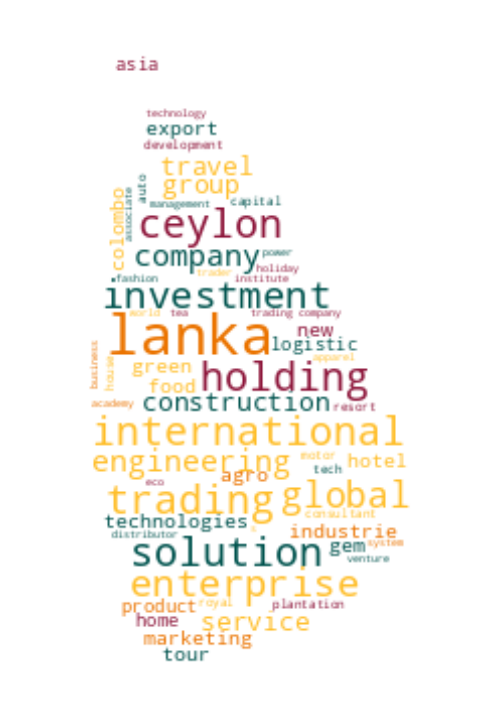 asia
technology
export
development
travel
group
auto
associate
colombo
management
capital
ceylon
company
power
trader
holiday
fashion
institute
investment
world
tea
trading company
lanka
new
logistic
apparel
business
house
green
food
holding
academy
construction
resort
international
engineering
motor
hotel
tech
agro
eco
trading
global
consultant
technologies
distributor
industrie
solution
gem
system
venture
enterprise
product
royal
plantation
home
service
marketing
tour